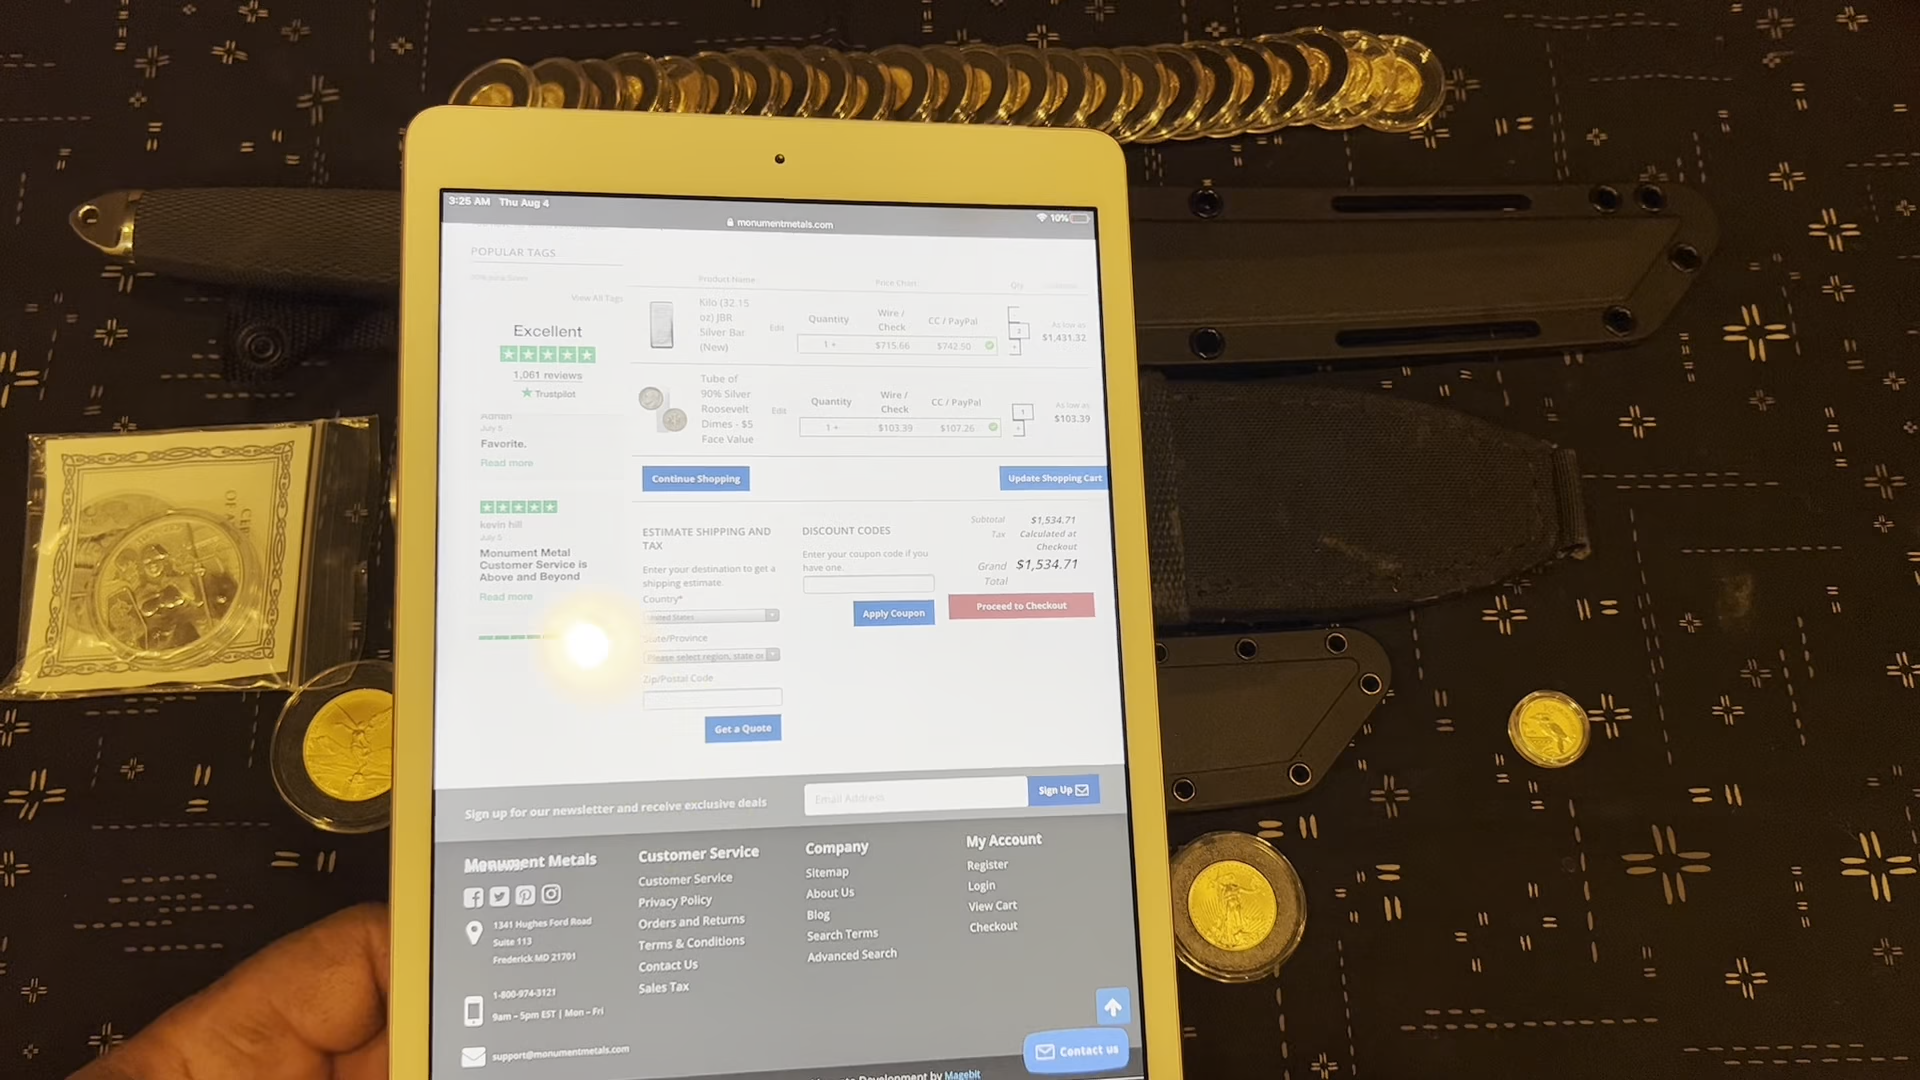 3:25 AM Thu Aug 4
monumentmetals.com
10%
POPULAR TAGS
View All Tags
Excellent
1,061 reviews
Trustpilot
Adrian
July 5
Favorite.
Read more
kevin hill
July 5
Monument Metal
Customer Service is
Above and Beyond
Read more
Product Name
Price Chart
Qty
Kilo (32.15
oz) JBR
Silver Bar
(New)
Edit
Quantity
Wire /
Check
CC / PayPal
1 +
$715.66
$742.50
2
+
As low as
$1,431.32
Tube of
90% Silver
Roosevelt
Dimes - $5
Face Value
Edit
Quantity
Wire /
Check
CC / PayPal
1 +
$103.39
$107.26
1
+
As low as
$103.39
Continue Shopping
Update Shopping Cart
ESTIMATE SHIPPING AND
TAX
Enter your destination to get a
shipping estimate.
Country*
United States
State/Province
Please select region, state or
Zip/Postal Code
Get a Quote
DISCOUNT CODES
Enter your coupon code if you
have one.
Apply Coupon
Subtotal $1,534.71
Tax Calculated at
Checkout
Grand $1,534.71
Total
Proceed to Checkout
Sign up for our newsletter and receive exclusive deals
Email Address
Sign Up
Monument Metals
1341 Hughes Ford Road
Suite 113
Frederick MD 21701
1-800-974-3121
9am – 5pm EST | Mon – Fri
support@monumentmetals.com
Customer Service
Customer Service
Privacy Policy
Orders and Returns
Terms & Conditions
Contact Us
Sales Tax
Company
Sitemap
About Us
Blog
Search Terms
Advanced Search
My Account
Register
Login
View Cart
Checkout
Contact us
Development by Magebit